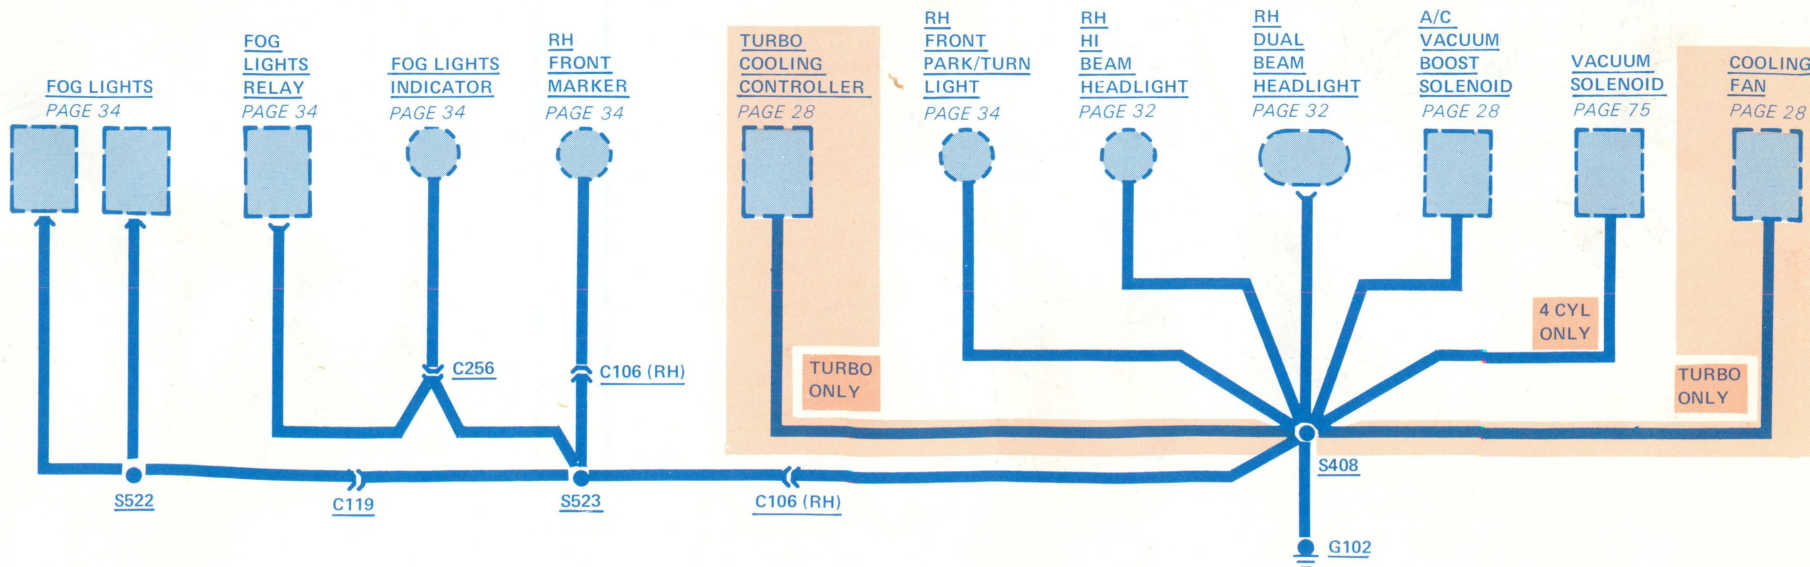 FOG LIGHTS
PAGE 34
FOG
LIGHTS
RELAY
PAGE 34
FOG LIGHTS
INDICATOR
PAGE 34
RH
FRONT
MARKER
PAGE 34
TURBO
COOLING
CONTROLLER
PAGE 28
RH
FRONT
PARK/TURN
LIGHT
PAGE 34
RH
HI
BEAM
HEADLIGHT
PAGE 32
RH
DUAL
BEAM
HEADLIGHT
PAGE 32
A/C
VACUUM
BOOST
SOLENOID
PAGE 28
VACUUM
SOLENOID
PAGE 75
COOLING
FAN
PAGE 28
4 CYL
ONLY
C256
C106 (RH)
TURBO
ONLY
TURBO
ONLY
S522
C119
S523
C106 (RH)
S408
G102